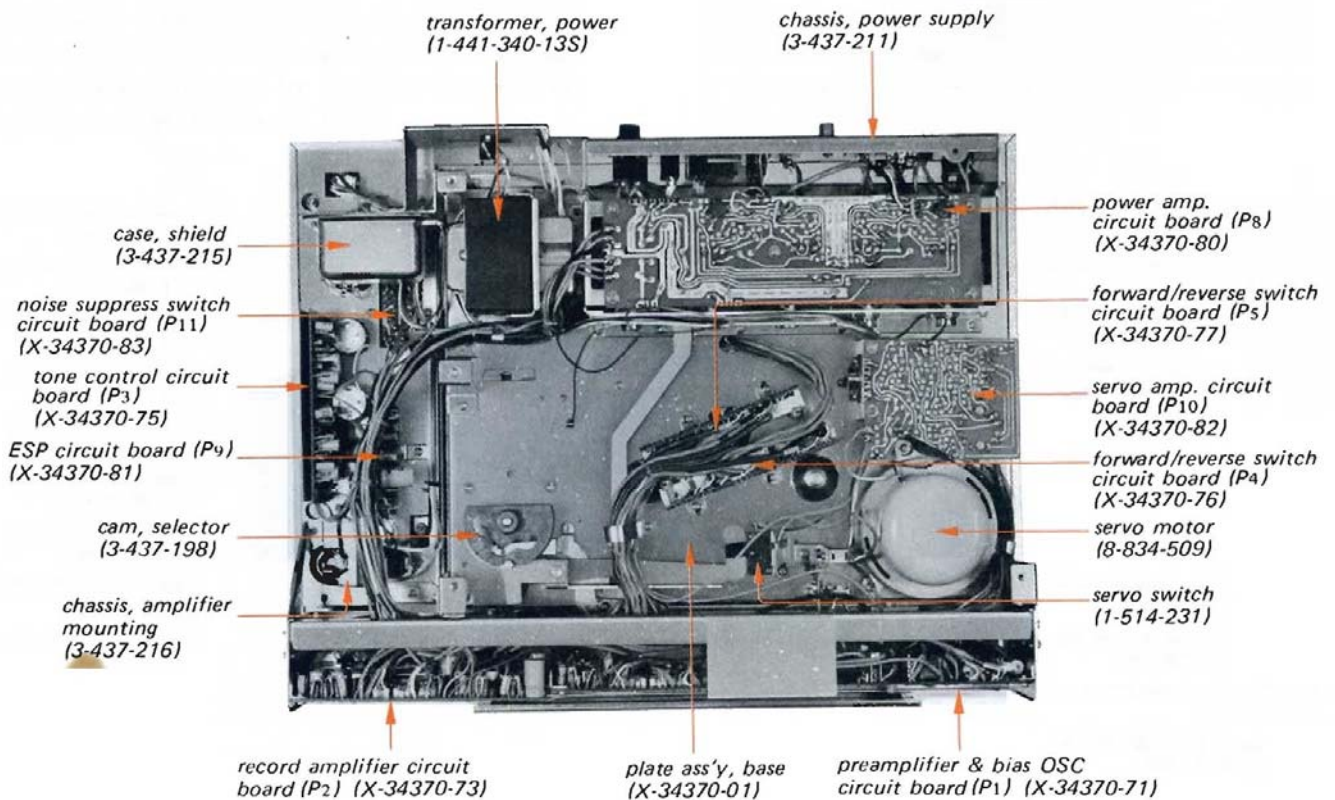 transformer, power
(1-441-340-13S)
chassis, power supply
(3-437-211)
case, shield
(3-437-215)
noise suppress switch
circuit board (P11)
(X-34370-83)
tone control circuit
board (P3)
(X-34370-75)
ESP circuit board (P9)
(X-34370-81)
cam, selector
(3-437-198)
chassis, amplifier
mounting
(3-437-216)
power amp.
circuit board (P8)
(X-34370-80)
forward/reverse switch
circuit board (P5)
(X-34370-77)
servo amp. circuit
board (P10)
(X-34370-82)
forward/reverse switch
circuit board (P4)
(X-34370-76)
servo motor
(8-834-509)
servo switch
(1-514-231)
record amplifier circuit
board (P2) (X-34370-73)
plate ass'y, base
(X-34370-01)
preamplifier & bias OSC
circuit board (P1) (X-34370-71)